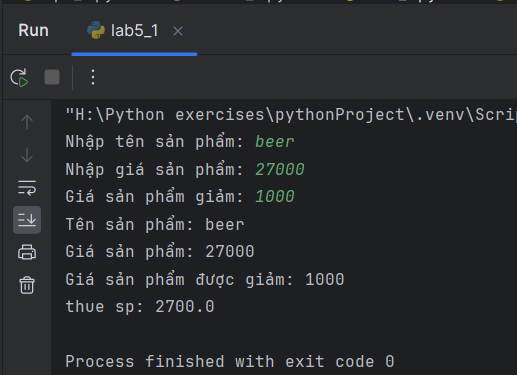 Run lab5_1
"H:\Python exercises\pythonProject\.venv\Scrip
Nhập tên sản phẩm: beer
Nhập giá sản phẩm: 27000
Giá sản phẩm giảm: 1000
Tên sản phẩm: beer
Giá sản phẩm: 27000
Giá sản phẩm được giảm: 1000
thue sp: 2700.0
Process finished with exit code 0